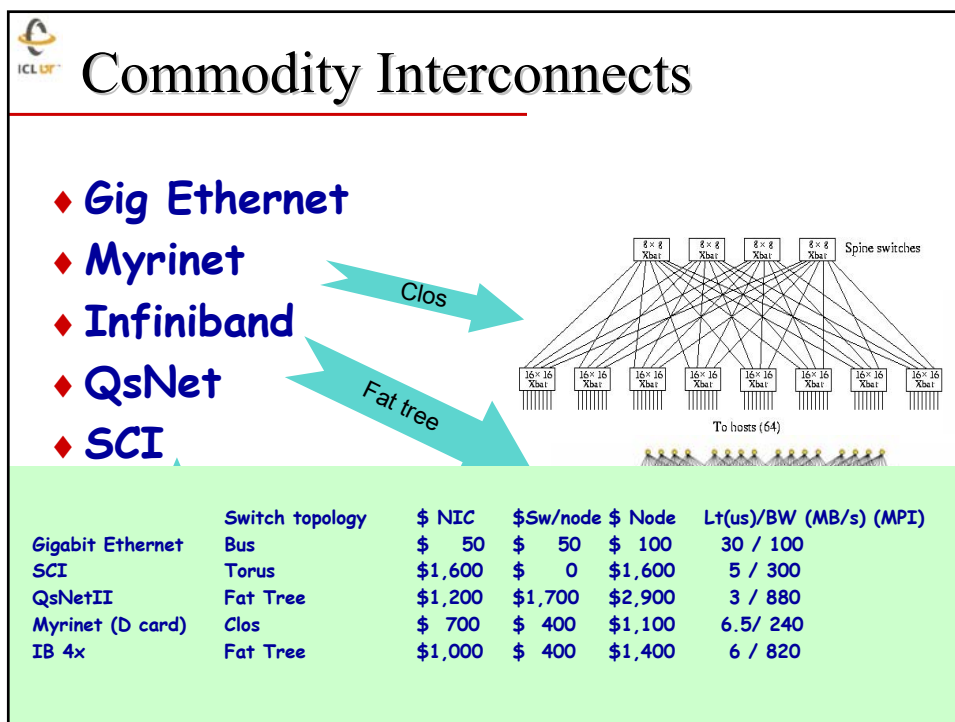 ICL UT
Commodity Interconnects
♦ Gig Ethernet
♦ Myrinet
♦ Infiniband
♦ QsNet
♦ SCI
Clos
Fat tree
8 × 8 Xbar 8 × 8 Xbar 8 × 8 Xbar 8 × 8 Xbar Spine switches
16 × 16 Xbar 16 × 16 Xbar 16 × 16 Xbar 16 × 16 Xbar 16 × 16 Xbar 16 × 16 Xbar 16 × 16 Xbar 16 × 16 Xbar
To hosts (64)
Switch topology $ NIC $Sw/node $ Node Lt(us)/BW (MB/s) (MPI)
Gigabit Ethernet Bus $ 50 $ 50 $ 100 30 / 100
SCI Torus $1,600 $ 0 $1,600 5 / 300
QsNetII Fat Tree $1,200 $1,700 $2,900 3 / 880
Myrinet (D card) Clos $ 700 $ 400 $1,100 6.5/ 240
IB 4x Fat Tree $1,000 $ 400 $1,400 6 / 820